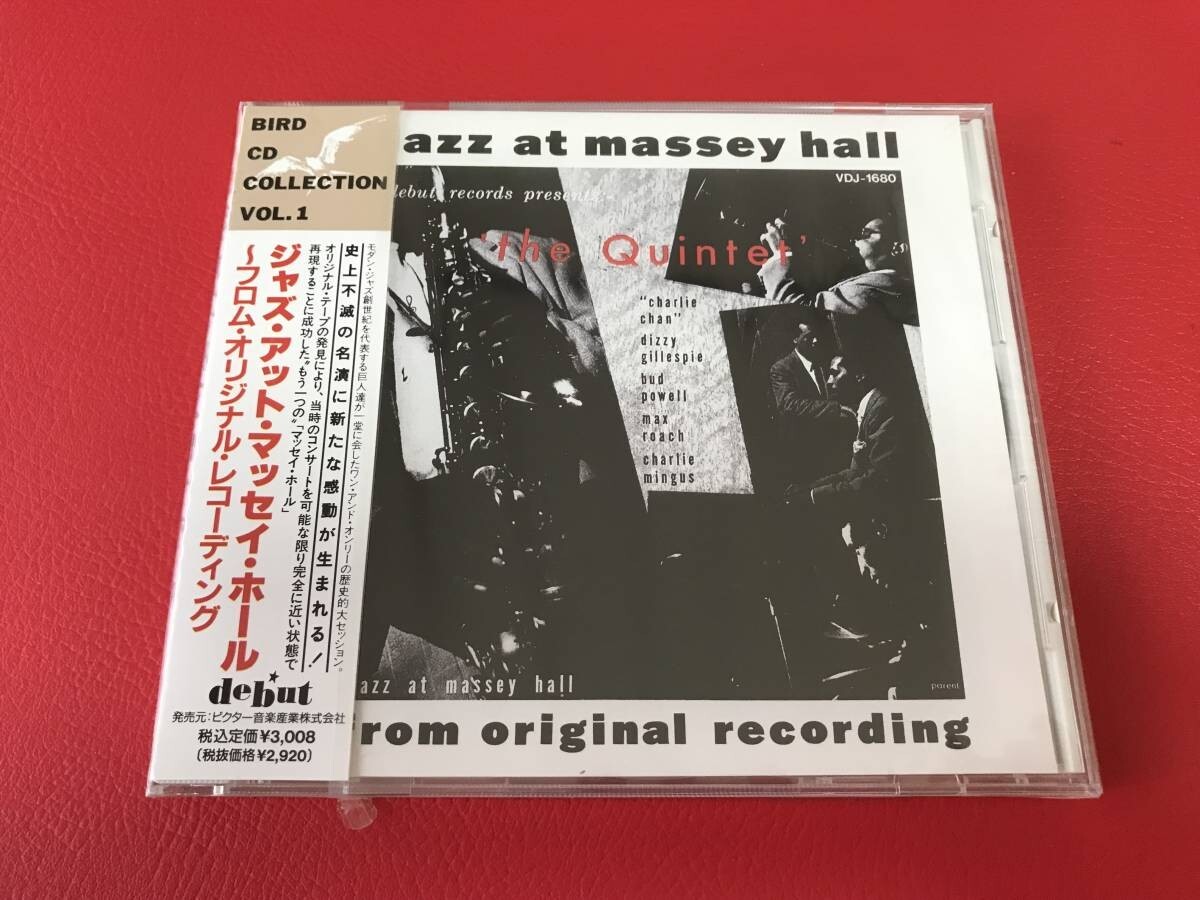 BIRD
CD
COLLECTION
VOL.1
モダン・ジャズ創世紀を代表する巨人達が一堂に会したワン・アンド・オンリーの歴史的大セッション。
史上不滅の名演に新たな感動が生まれる!
オリジナル・テープの発見により、当時のコンサートを可能な限り完全に近い状態で
再現することに成功した"もう一つの"「マッセイ・ホール」
ジャズ・アット・マッセイ・ホール
〜フロム・オリジナル・レコーディング
debut
発売元:ビクター音楽産業株式会社
税込定価¥3,008
(税抜価格¥2,920)
azz at massey hall
VDJ-1680
debut records presents
'the Quintet'
"charlie
chan"
dizzy
gillespie
bud
powell
max
roach
charlie
mingus
azz at massey hall
parent
rom original recording